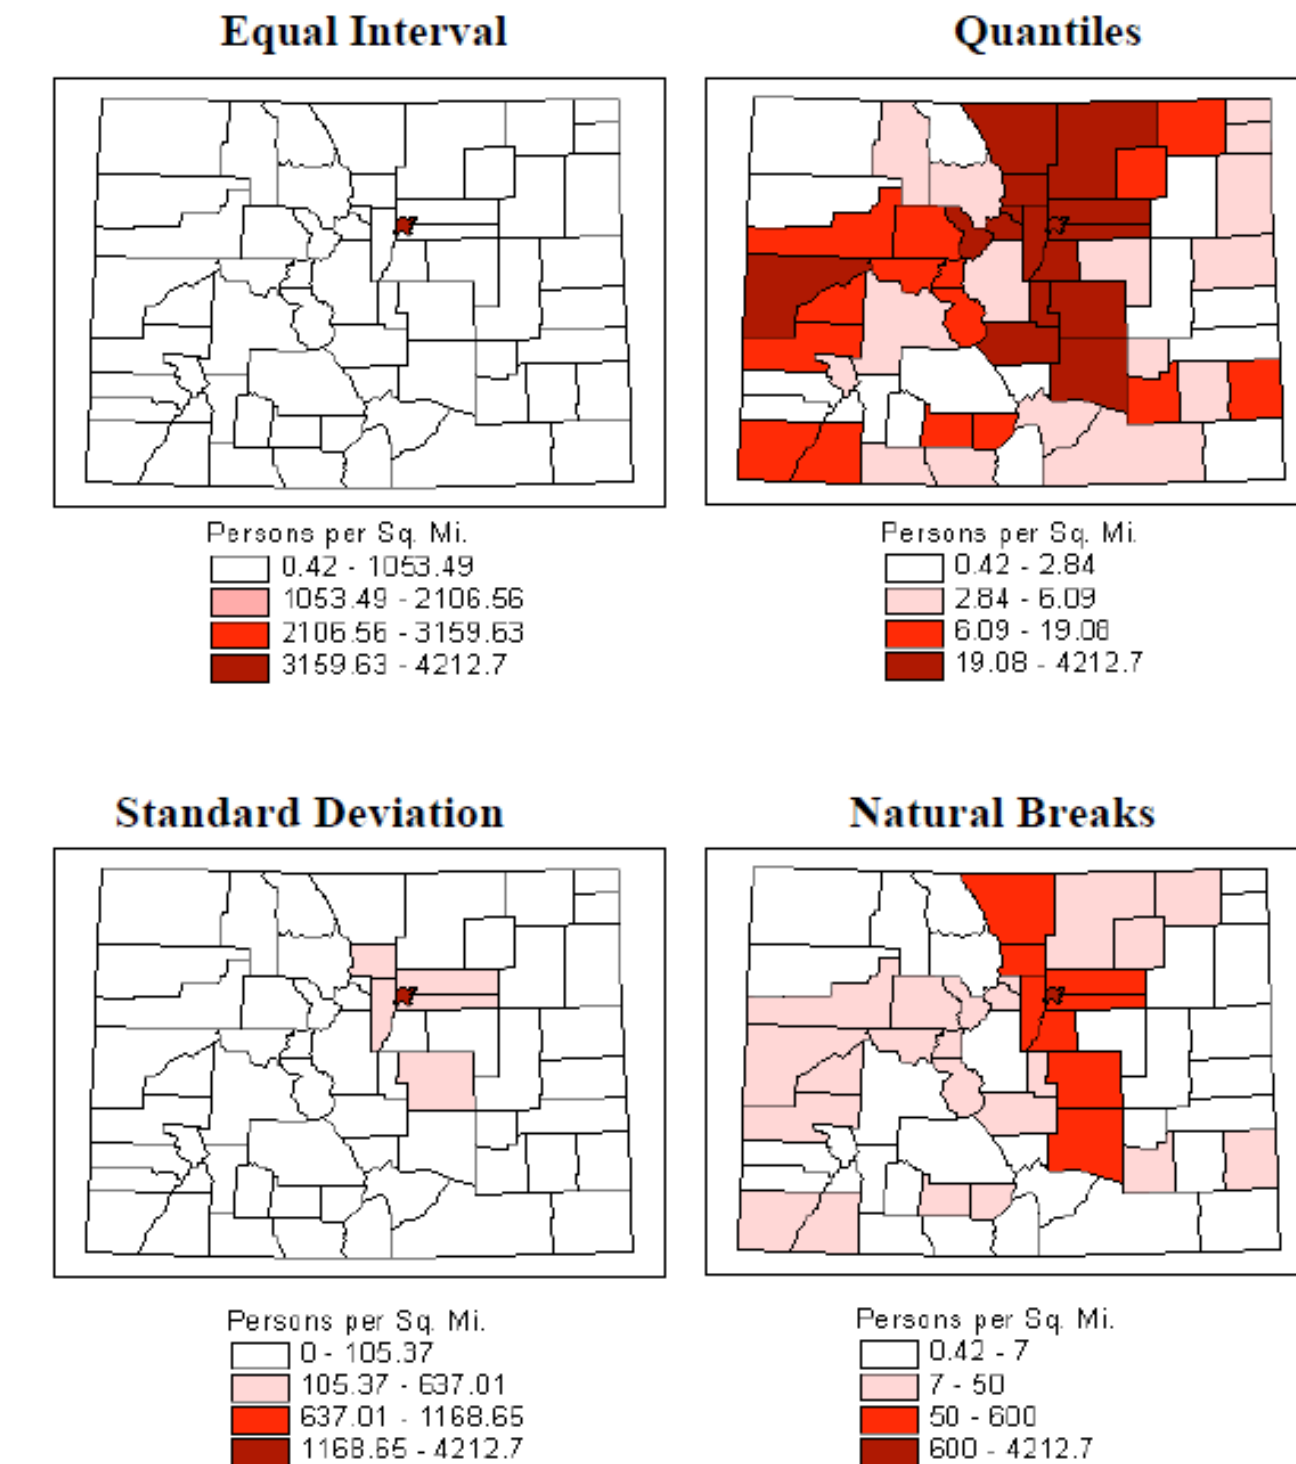 Equal Interval
Quantiles
Persons per Sq. Mi.
0.42 - 1053.49
1053.49 - 2106.56
2106.56 - 3159.63
3159.63 - 4212.7
Persons per Sq. Mi.
0.42 - 2.84
2.84 - 6.09
6.09 - 19.08
19.08 - 4212.7
Standard Deviation
Natural Breaks
Persons per Sq. Mi.
0 - 105.37
105.37 - 637.01
637.01 - 1168.65
1168.65 - 4212.7
Persons per Sq. Mi.
0.42 - 7
7 - 50
50 - 600
600 - 4212.7